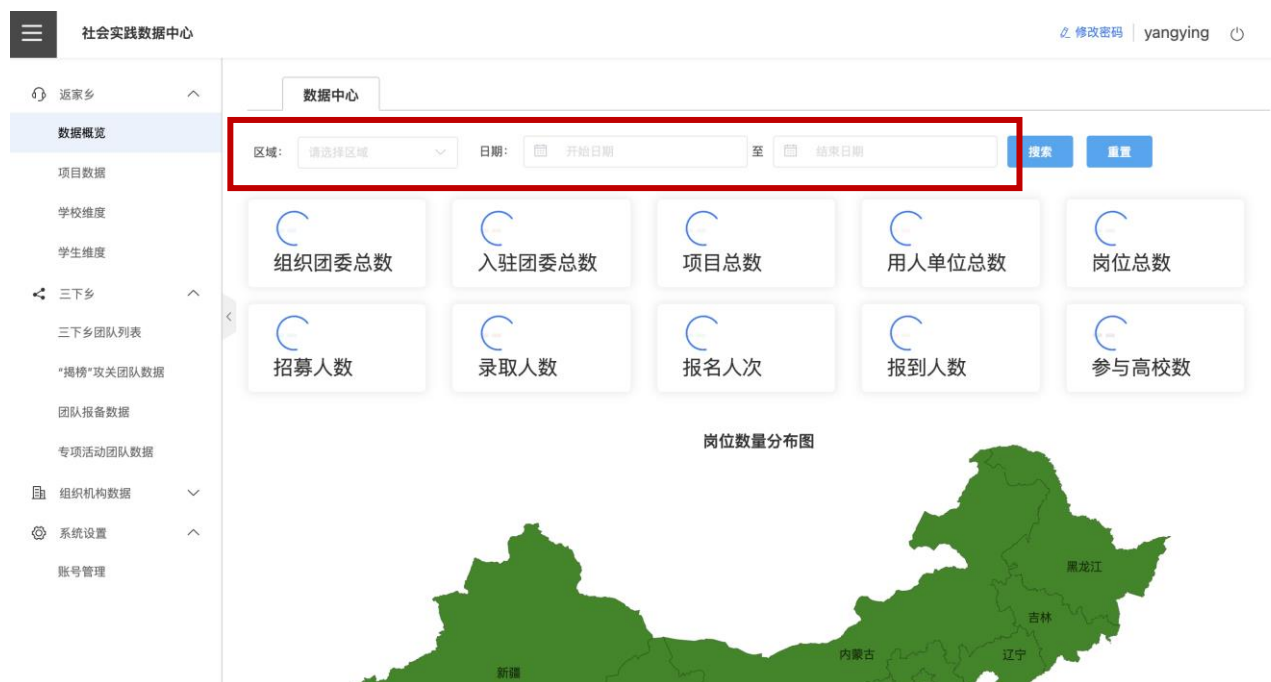 社会实践数据中心
修改密码 yangying
返家乡
数据概览
项目数据
学校维度
学生维度
三下乡
三下乡团队列表
"揭榜"攻关团队数据
团队报备数据
专项活动团队数据
组织机构数据
系统设置
账号管理
数据中心
区域: 请选择区域 日期: 开始日期 至 结束日期 搜索 重置
组织团委总数 入驻团委总数 项目总数 用人单位总数 岗位总数
招募人数 录取人数 报名人次 报到人数 参与高校数
岗位数量分布图
黑龙江
吉林
内蒙古 辽宁
新疆